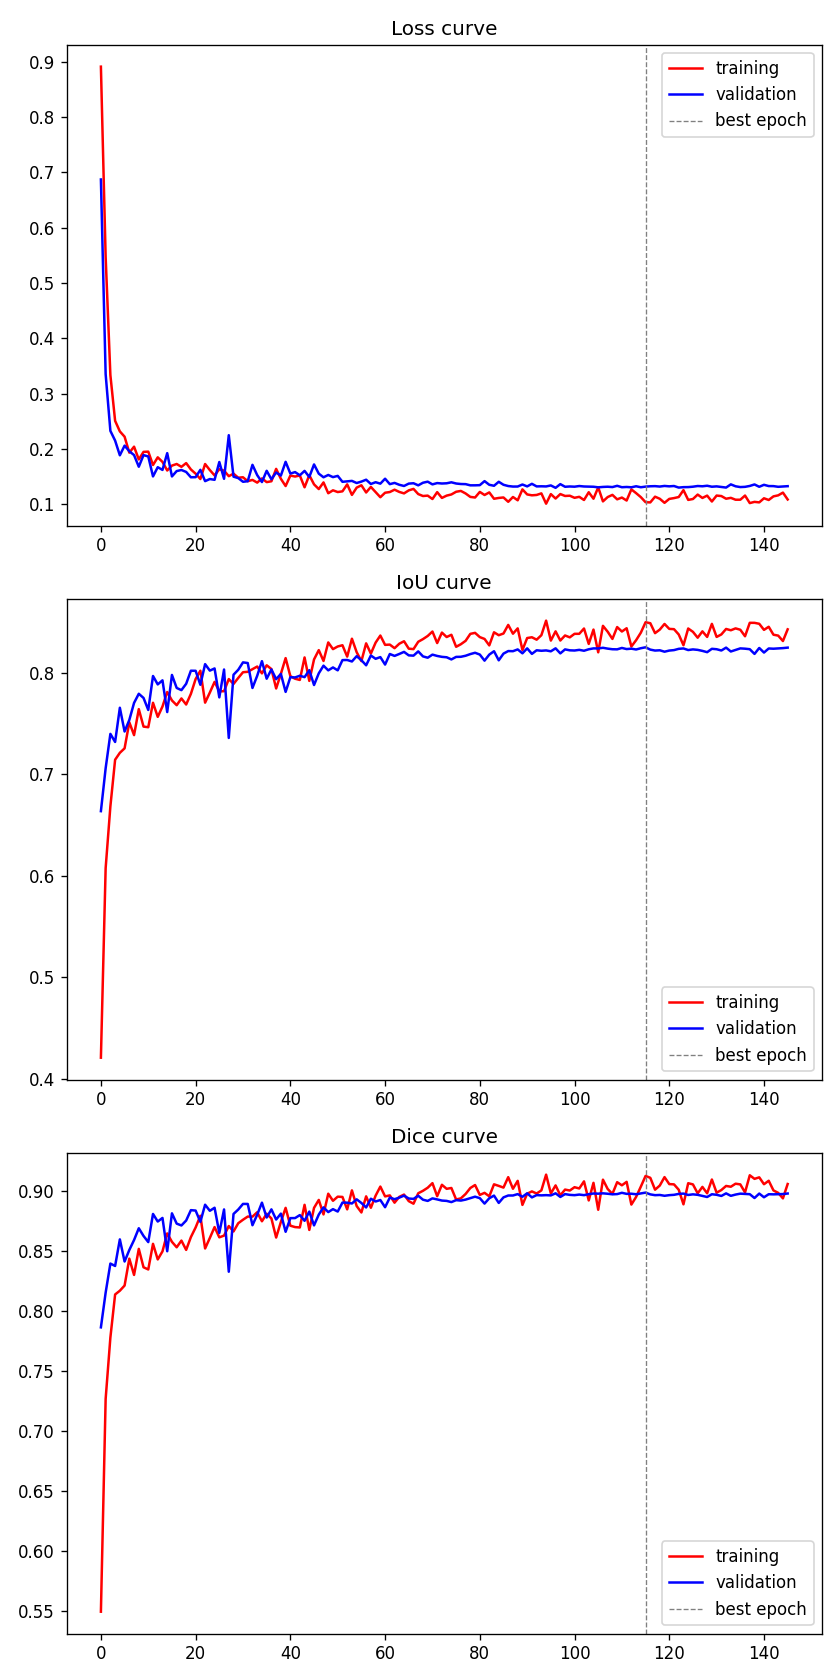 Loss curve
0.9
0.8
0.7
0.6
0.5
0.4
0.3
0.2
0.1
training
validation
best epoch
0 20 40 60 80 100 120 140
IoU curve
0.8
0.7
0.6
0.5
0.4
training
validation
best epoch
0 20 40 60 80 100 120 140
Dice curve
0.90
0.85
0.80
0.75
0.70
0.65
0.60
0.55
training
validation
best epoch
0 20 40 60 80 100 120 140